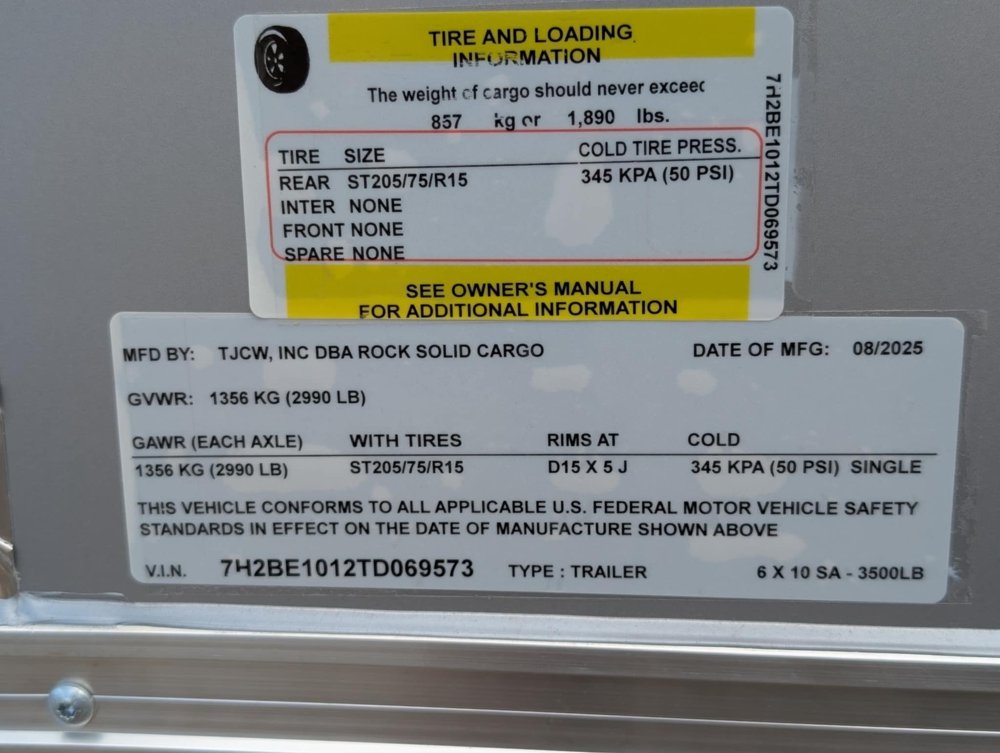 TIRE AND LOADING
INFORMATION
The weight of cargo should never exceed
857 kg or 1,890 lbs.
TIRE SIZE COLD TIRE PRESS.
REAR ST205/75/R15 345 KPA (50 PSI)
INTER NONE
FRONT NONE
SPARE NONE
SEE OWNER'S MANUAL
FOR ADDITIONAL INFORMATION
7H2BE1012TD069573
MFD BY: TJCW, INC DBA ROCK SOLID CARGO DATE OF MFG: 08/2025
GVWR: 1356 KG (2990 LB)
GAWR (EACH AXLE) WITH TIRES RIMS AT COLD
1356 KG (2990 LB) ST205/75/R15 D15 X 5 J 345 KPA (50 PSI) SINGLE
THIS VEHICLE CONFORMS TO ALL APPLICABLE U.S. FEDERAL MOTOR VEHICLE SAFETY
STANDARDS IN EFFECT ON THE DATE OF MANUFACTURE SHOWN ABOVE
V.I.N. 7H2BE1012TD069573 TYPE : TRAILER 6 X 10 SA - 3500LB